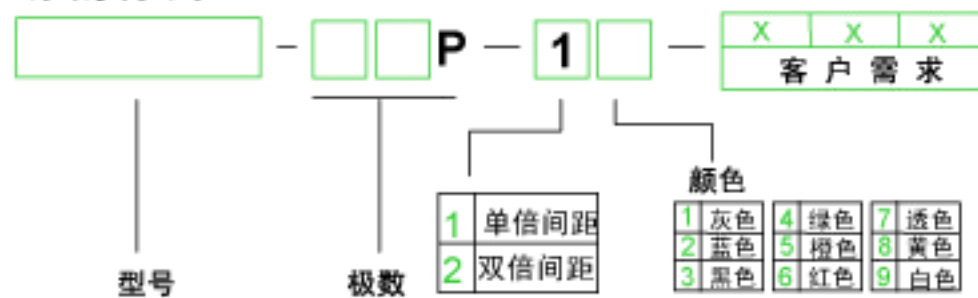 — P — 1 — X X X
客户需求
颜色
1 单倍间距
2 双倍间距
1 灰色 4 绿色 7 透色
2 蓝色 5 橙色 8 黄色
3 黑色 6 红色 9 白色
型号 极数